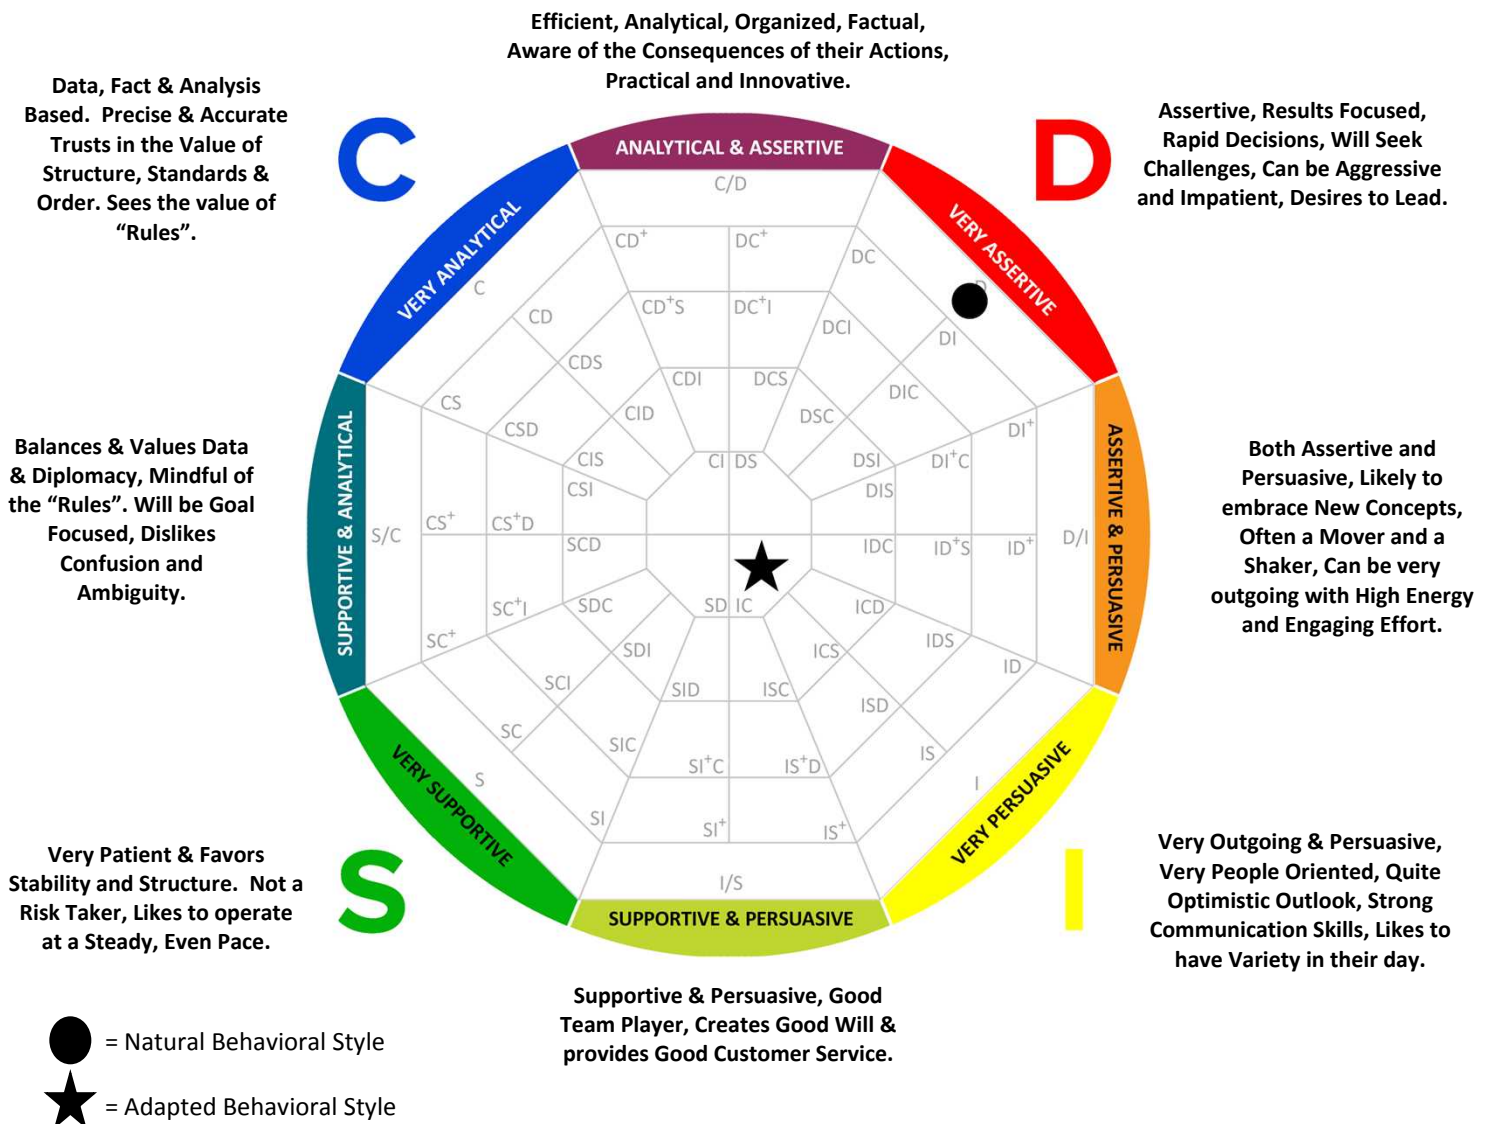 Efficient, Analytical, Organized, Factual,
Aware of the Consequences of their Actions,
Practical and Innovative.
Data, Fact & Analysis
Based. Precise & Accurate
Trusts in the Value of
Structure, Standards &
Order. Sees the value of
“Rules”.
C
D
Assertive, Results Focused,
Rapid Decisions, Will Seek
Challenges, Can be Aggressive
and Impatient, Desires to Lead.
ANALYTICAL & ASSERTIVE
VERY ANALYTICAL
VERY ASSERTIVE
C/D
CD+
DC+
DC
C
D
CD
CD+S
DC+I
DCI
DI
CDS
CDI
DCS
DIC
CS
CID
DSC
CSD
DI+
CIS
CI
DS
DSI
DI+C
CSI
DIS
Balances & Values Data
& Diplomacy, Mindful of
the “Rules”. Will be Goal
Focused, Dislikes
Confusion and
Ambiguity.
SUPPORTIVE & ANALYTICAL
S/C
CS+
CS+D
SCD
IDC
ID+S
ID+
D/I
ASSERTIVE & PERSUASIVE
Both Assertive and
Persuasive, Likely to
embrace New Concepts,
Often a Mover and a
Shaker, Can be very
outgoing with High Energy
and Engaging Effort.
SC+I
SDC
SD
IC
ICD
SC+
SDI
ICS
IDS
SCI
SID
ISC
ID
ISD
SC
SIC
SI+C
IS+D
IS
S
I
SI
SI+
IS+
VERY SUPPORTIVE
VERY PERSUASIVE
I/S
SUPPORTIVE & PERSUASIVE
Very Patient & Favors
Stability and Structure. Not a
Risk Taker, Likes to operate
at a Steady, Even Pace.
S
I
Very Outgoing & Persuasive,
Very People Oriented, Quite
Optimistic Outlook, Strong
Communication Skills, Likes to
have Variety in their day.
Supportive & Persuasive, Good
Team Player, Creates Good Will &
provides Good Customer Service.
= Natural Behavioral Style
= Adapted Behavioral Style